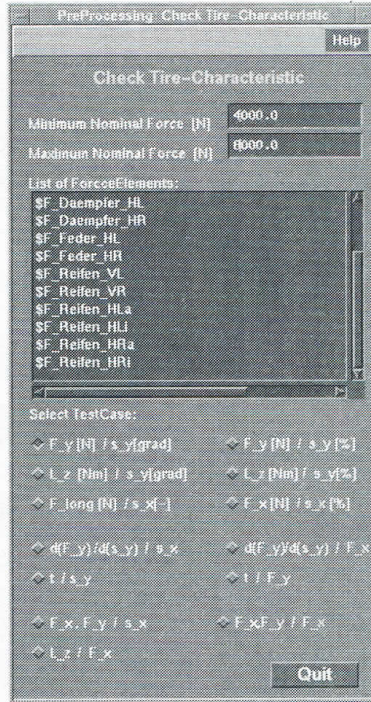 PreProcessing Check Tire Characteristic
Help
Check Tire-Characteristic
Minimum Nominal Force [N] 4000.0
Maximum Nominal Force [N] 8000.0
List of ForceElements:
$F_Daempfer_HL
$F_Daempfer_HR
$F_Feder_HL
$F_Feder_HR
$F_Reifen_VL
$F_Reifen_VR
$F_Reifen_HLa
$F_Reifen_HLi
$F_Reifen_HRa
$F_Reifen_HRi
Select TestCase:
F_y [N] / s_y[grad] F_y [N] / s_y [%]
L_z [Nm] / s_y[grad] L_z [Nm] / s_y[%]
F_long [N] / s_x[-] F_x [N] / s_x [%]
d(F_y)/d(s_y) / s_x d(F_y)/d(s_y) / F_x
t / s_y t / F_y
F_x, F_y / s_x F_x,F_y / F_x
L_z / F_x
Quit